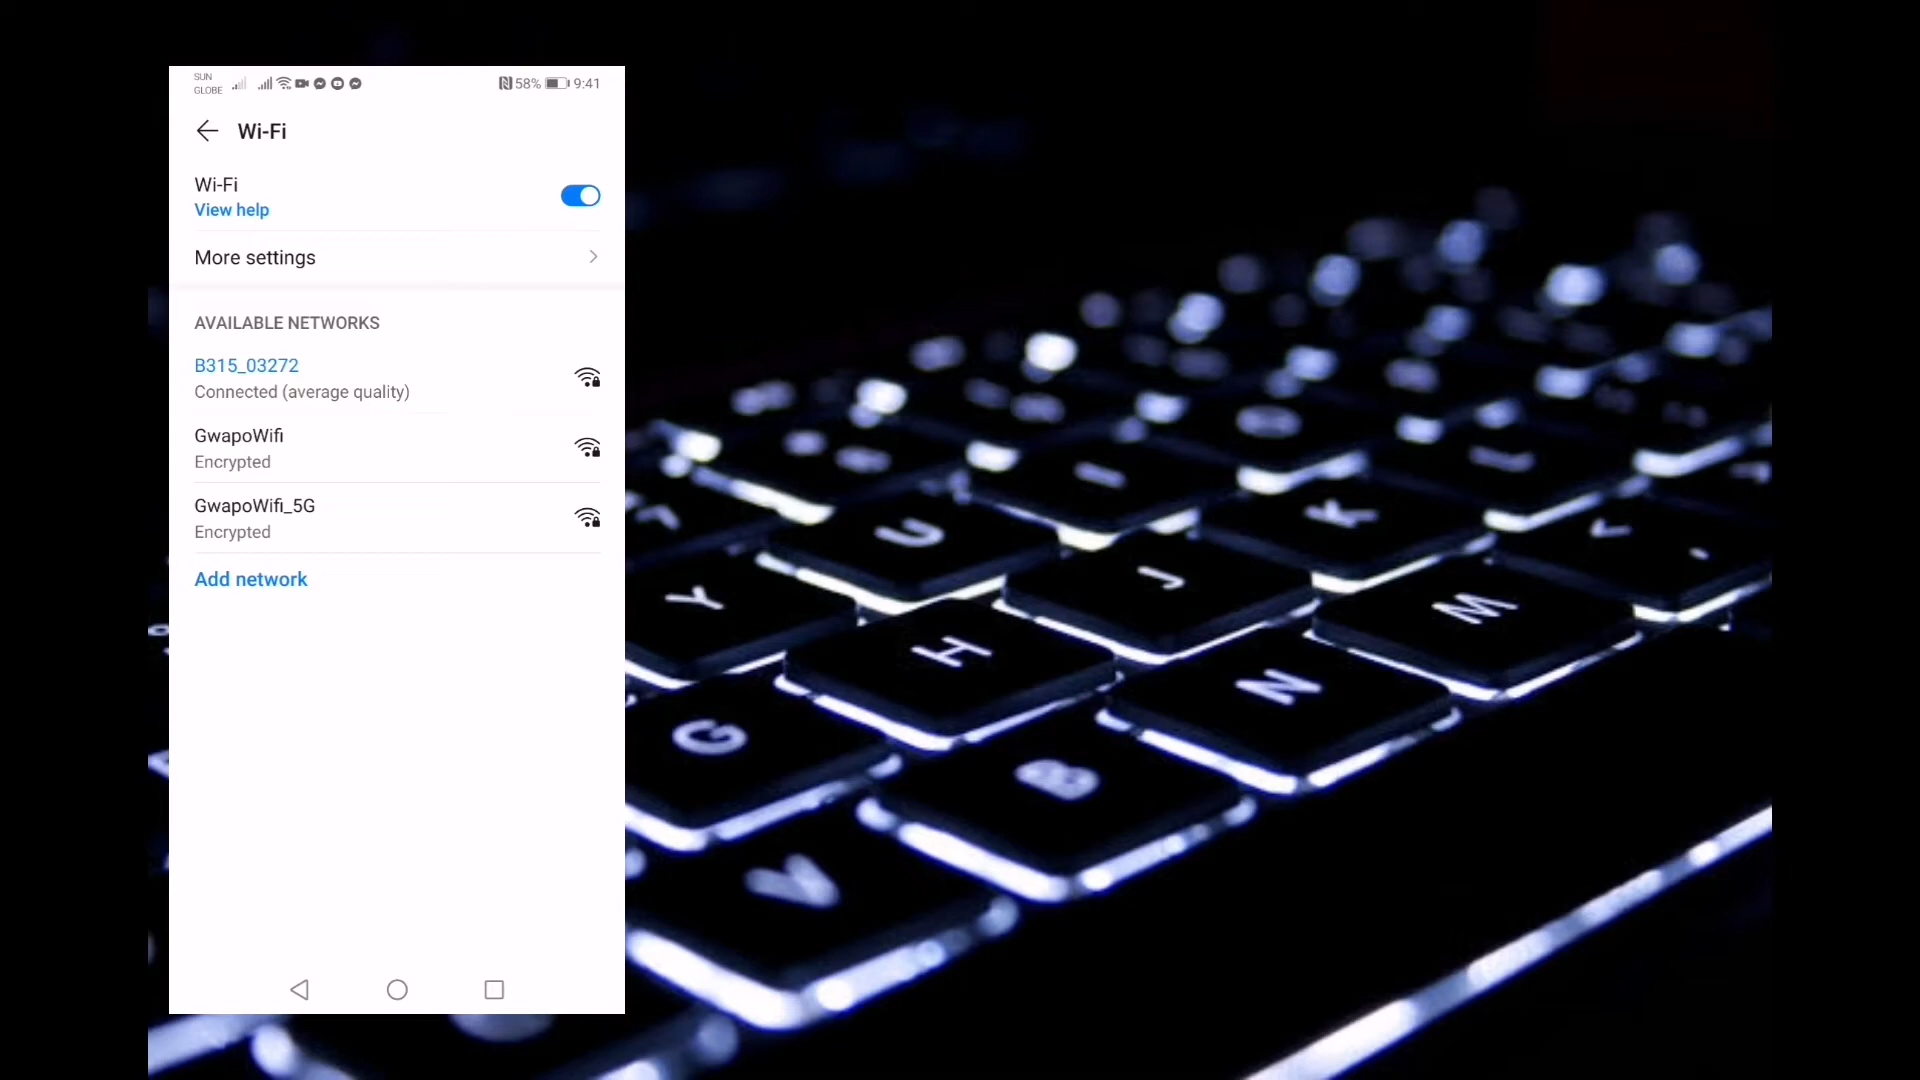 SUN
GLOBE
58% 9:41
Wi-Fi
Wi-Fi
View help
More settings
AVAILABLE NETWORKS
B315_03272
Connected (average quality)
GwapoWifi
Encrypted
GwapoWifi_5G
Encrypted
Add network
U I
J K L
Y H N M
G B
V